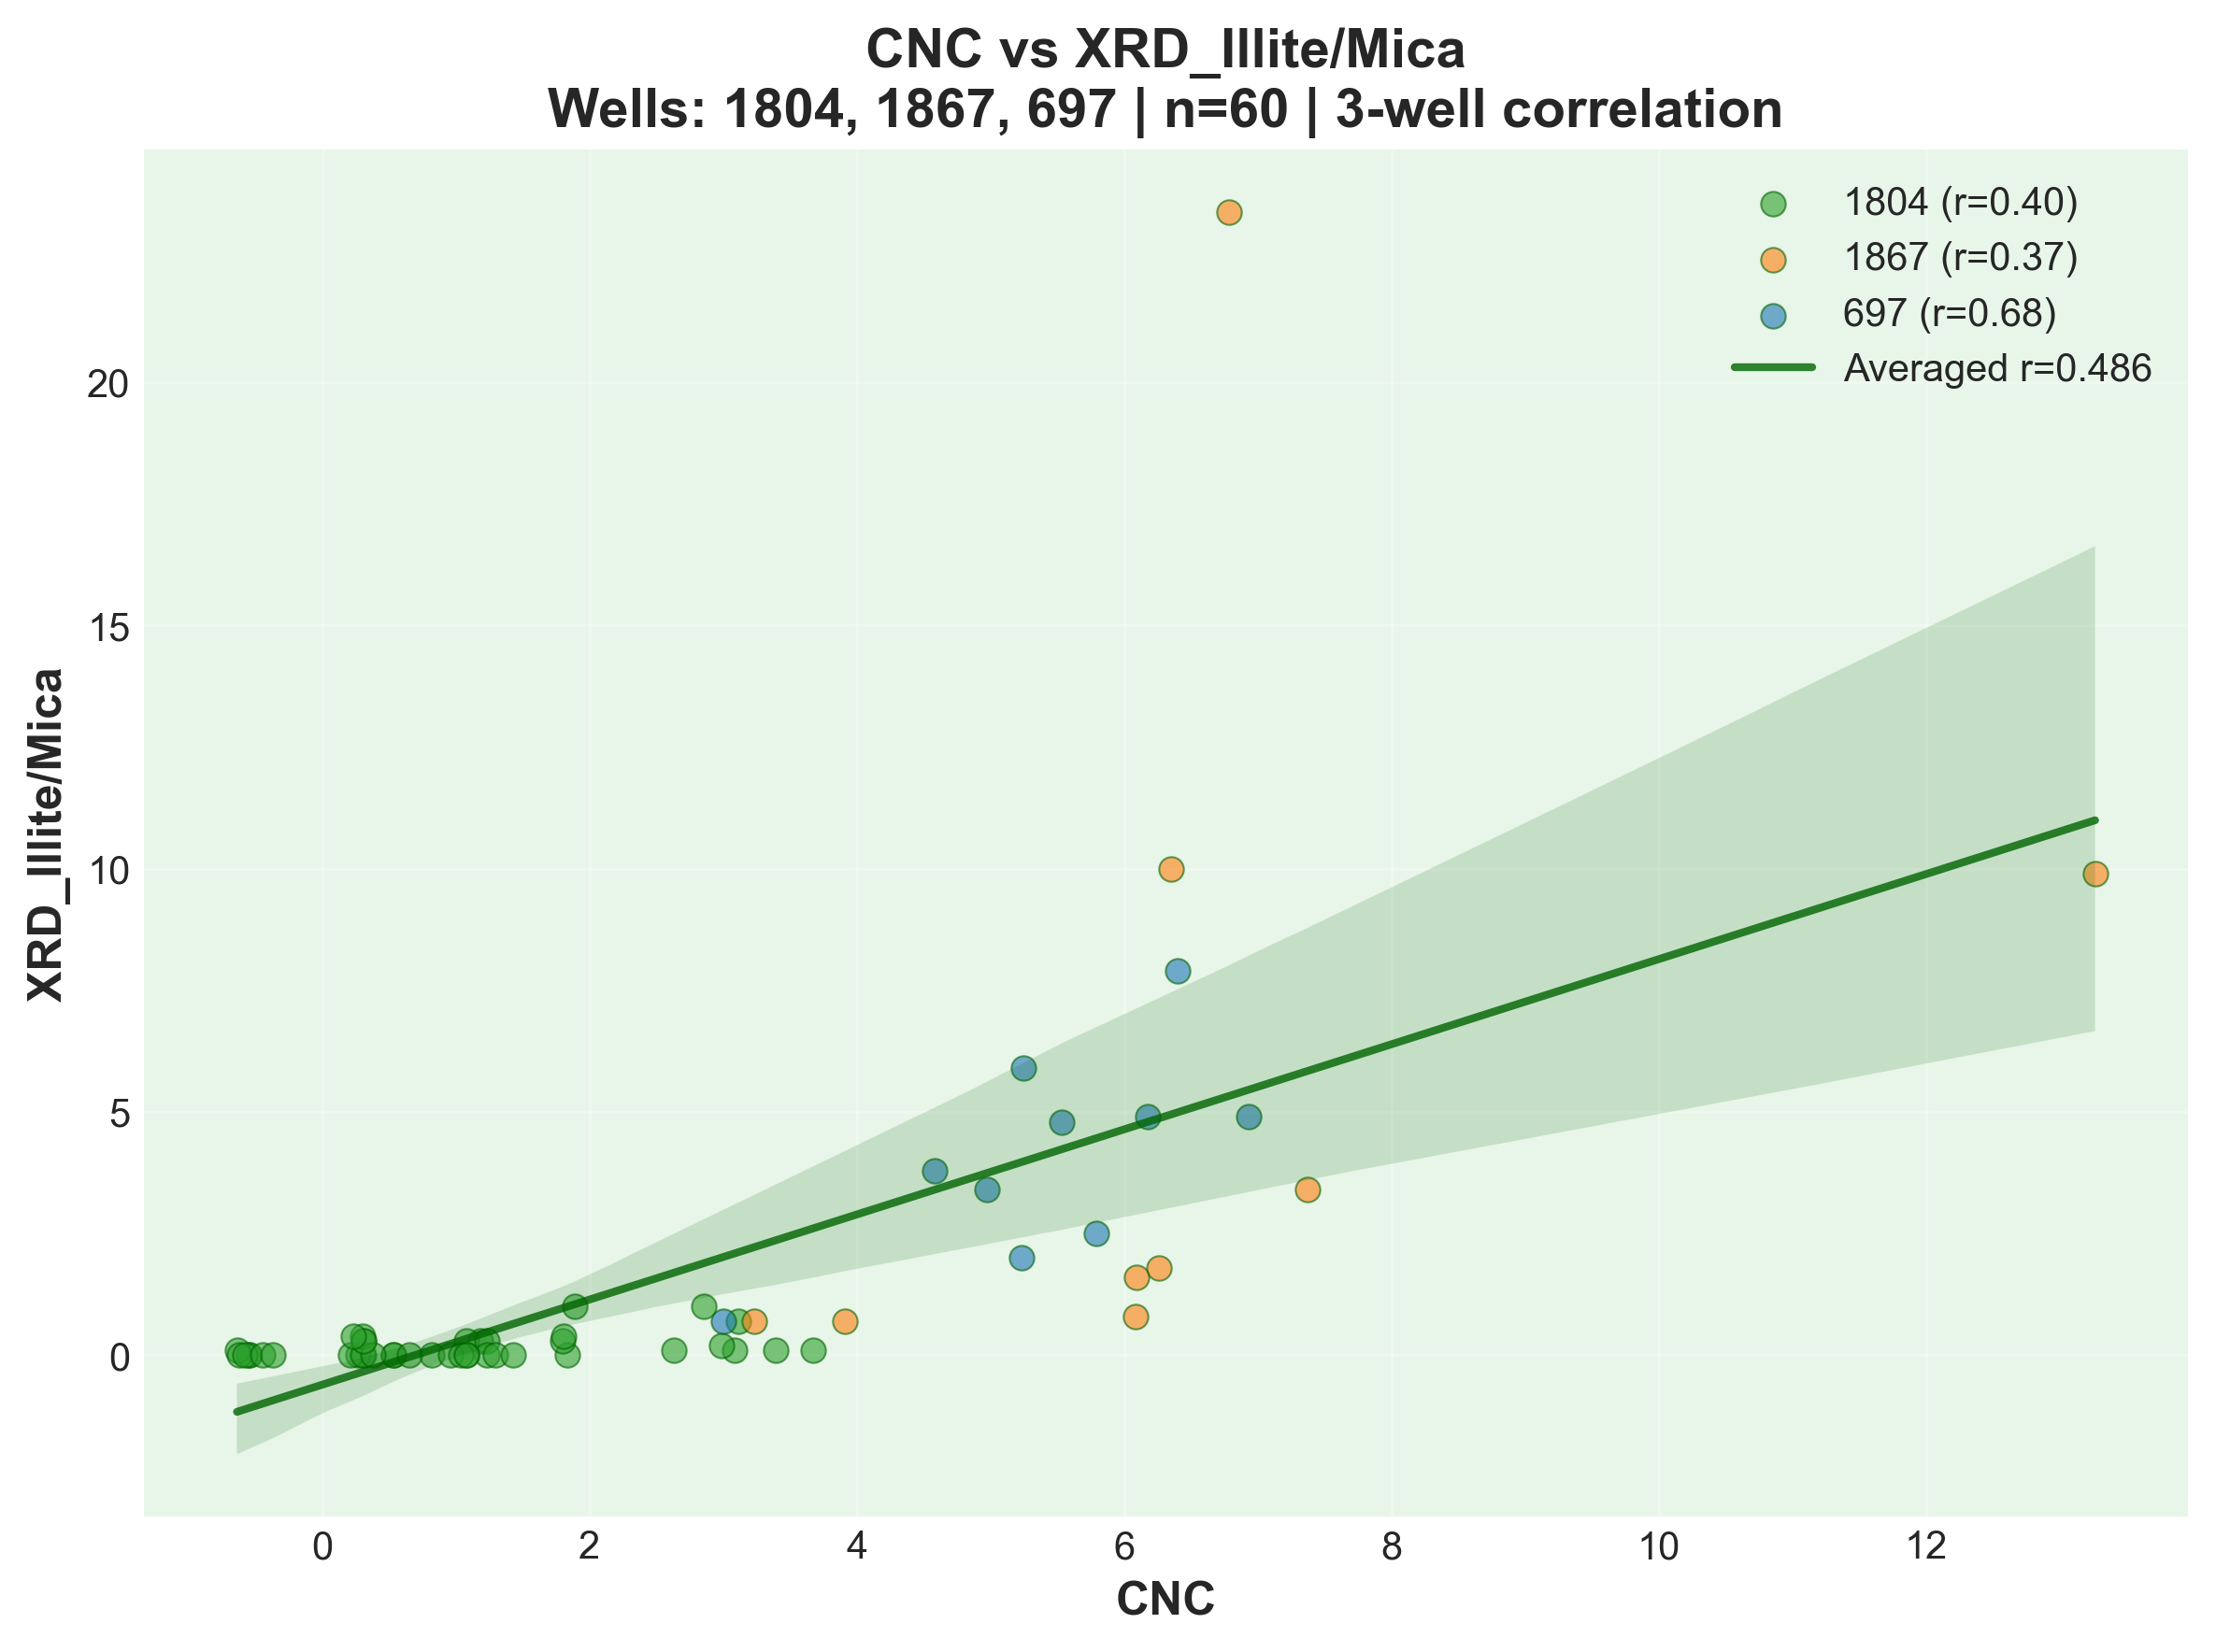 CNC vs XRD_Illite/Mica
Wells: 1804, 1867, 697 | n=60 | 3-well correlation
1804 (r=0.40)
1867 (r=0.37)
697 (r=0.68)
Averaged r=0.486
XRD_Illite/Mica
20
15
10
5
0
0 2 4 6 8 10 12
CNC